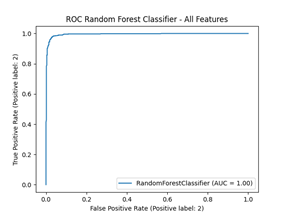 ROC Random Forest Classifier - All Features
True Positive Rate (Positive label: 2)
1.0
0.8
0.6
0.4
0.2
0.0
RandomForestClassifier (AUC = 1.00)
0.0 0.2 0.4 0.6 0.8 1.0
False Positive Rate (Positive label: 2)